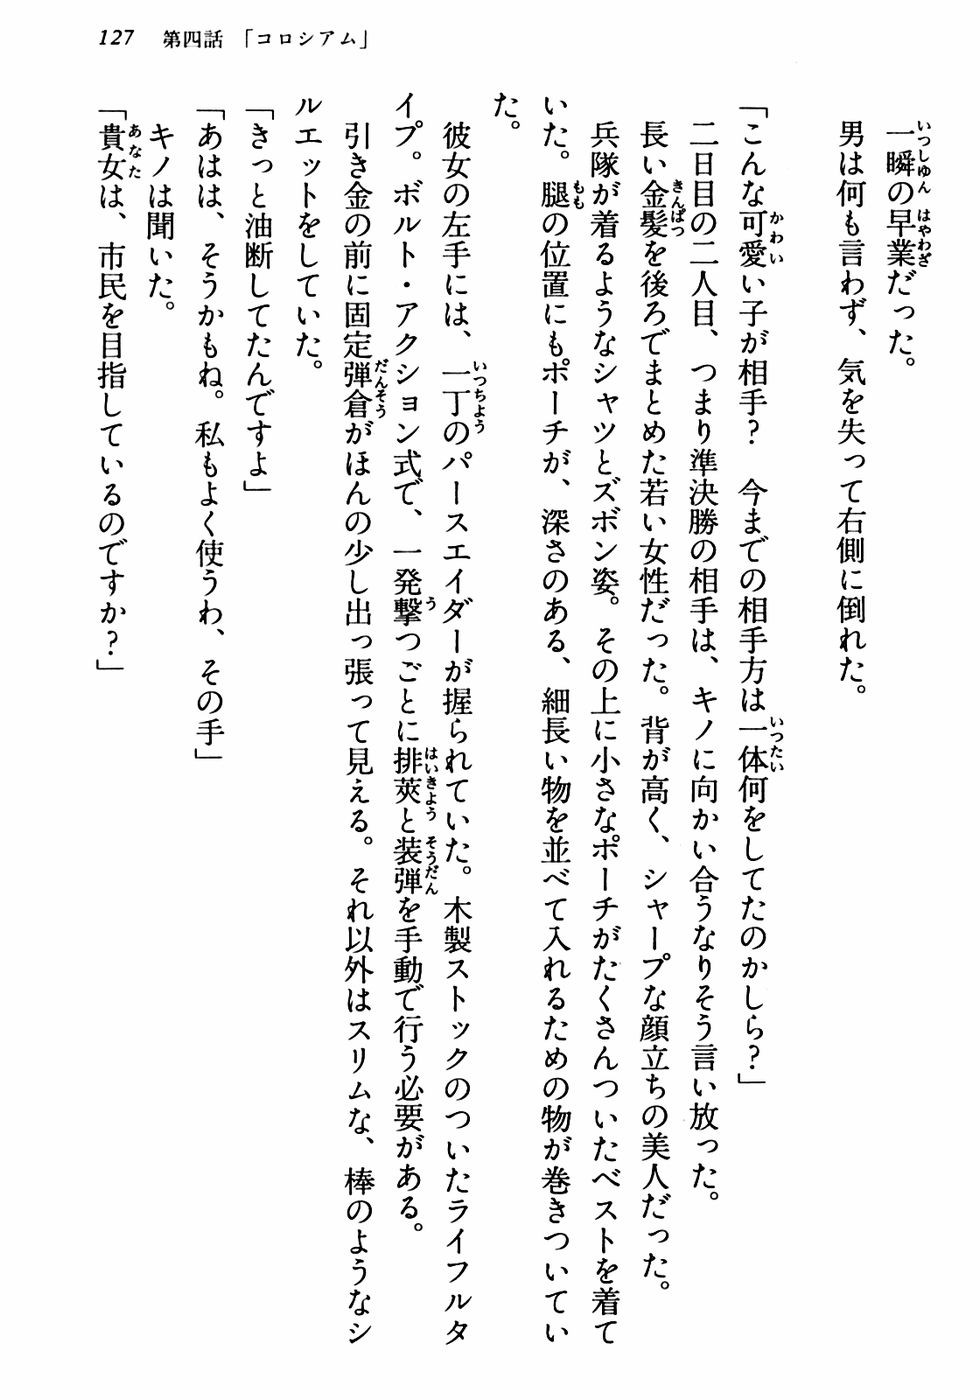 127 第四話 「コロシアム」
一瞬の早業だった。
男は何も言わず、気を失って右側に倒れた。
「こんな可愛い子が相手？　今までの相手方は一体何をしてたのかしら？」
二日目の二人目、つまり準決勝の相手は、キノに向かい合うなりそう言い放った。
長い金髪を後ろでまとめた若い女性だった。背が高く、シャープな顔立ちの美人だった。
兵隊が着るようなシャツとズボン姿。その上に小さなポーチがたくさんついたベストを着て
いた。腿の位置にもポーチが、深さのある、細長い物を並べて入れるための物が巻きついてい
た。
彼女の左手には、一丁のパースエイダーが握られていた。木製ストックのついたライフルタ
イプ。ボルト・アクション式で、一発撃つごとに排莢と装弾を手動で行う必要がある。
引き金の前に固定弾倉がほんの少し出っ張って見える。それ以外はスリムな、棒のようなシ
ルエットをしていた。
「きっと油断してたんですよ」
「あはは、そうかもね。私もよく使うわ、その手」
キノは聞いた。
「貴女は、市民を目指しているのですか？」